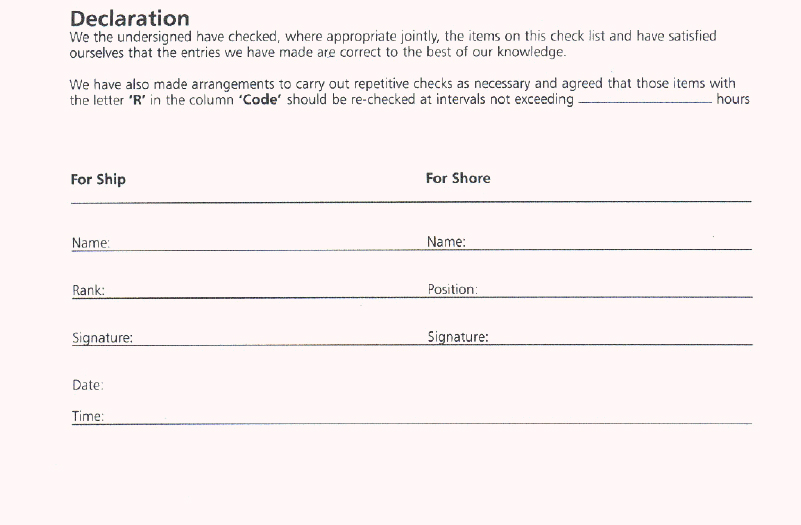 Declaration
We the undersigned have checked, where appropriate jointly, the items on this check list and have satisfied
ourselves that the entries we have made are correct to the best of our knowledge.
We have also made arrangements to carry out repetitive checks as necessary and agreed that those items with
the letter 'R' in the column 'Code' should be re-checked at intervals not exceeding ____________ hours
For Ship For Shore
Name: Name:
Rank: Position:
Signature: Signature:
Date:
Time: